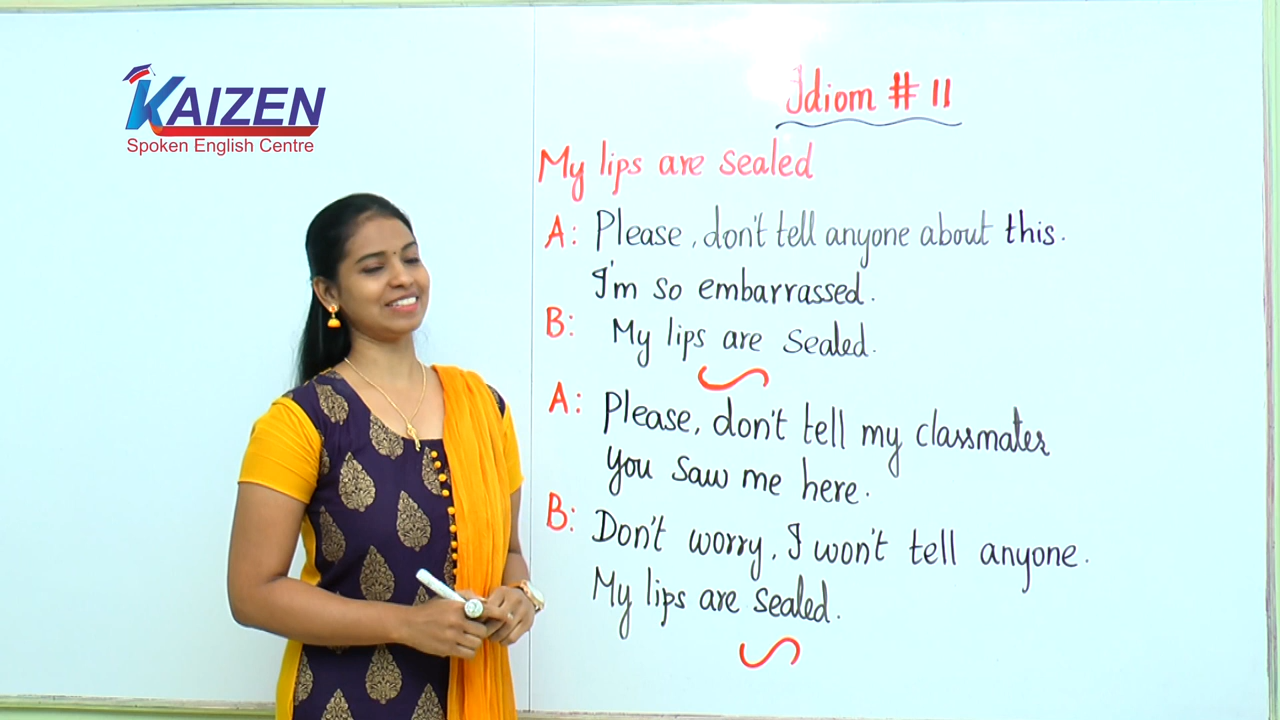 KAIZEN
Spoken English Centre
Idiom # 11
My lips are sealed
A: Please, don't tell anyone about this.
I'm so embarrassed.
B: My lips are sealed.
A: Please, don't tell my classmates
you saw me here.
B: Don't worry, I won't tell anyone.
My lips are sealed.